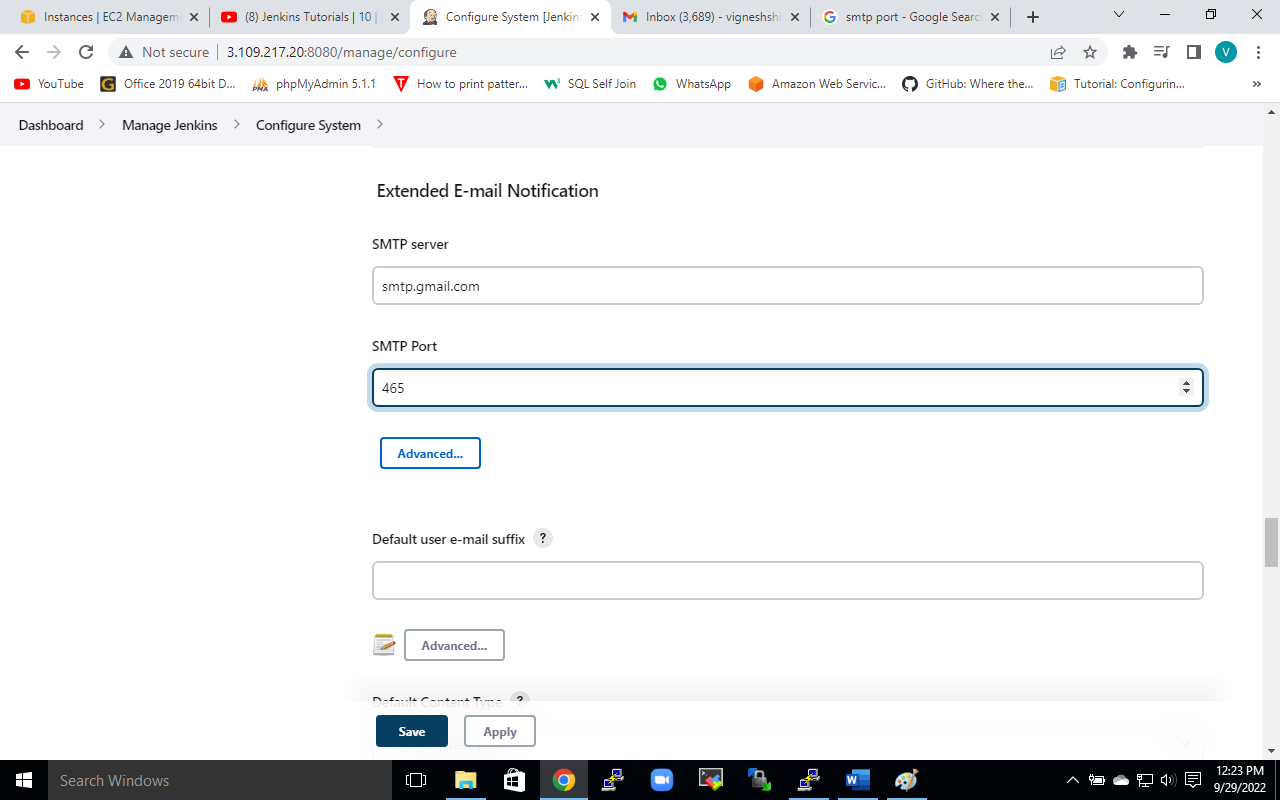 Instances | EC2 Managem
(8) Jenkins Tutorials | 10 |
Configure System [Jenkins
Inbox (3,689) - vigneshshi
smtp port - Google Searc
Not secure
3.109.217.20:8080/manage/configure
V
YouTube
Office 2019 64bit D...
phpMyAdmin 5.1.1
How to print patter...
SQL Self Join
WhatsApp
Amazon Web Servic...
GitHub: Where the...
Tutorial: Configurin...
»
Dashboard
Manage Jenkins
Configure System
Extended E-mail Notification
SMTP server
smtp.gmail.com
SMTP Port
465
Advanced...
Default user e-mail suffix ?
Advanced...
Default Content Type ?
Save
Apply
Search Windows
12:23 PM
9/29/2022